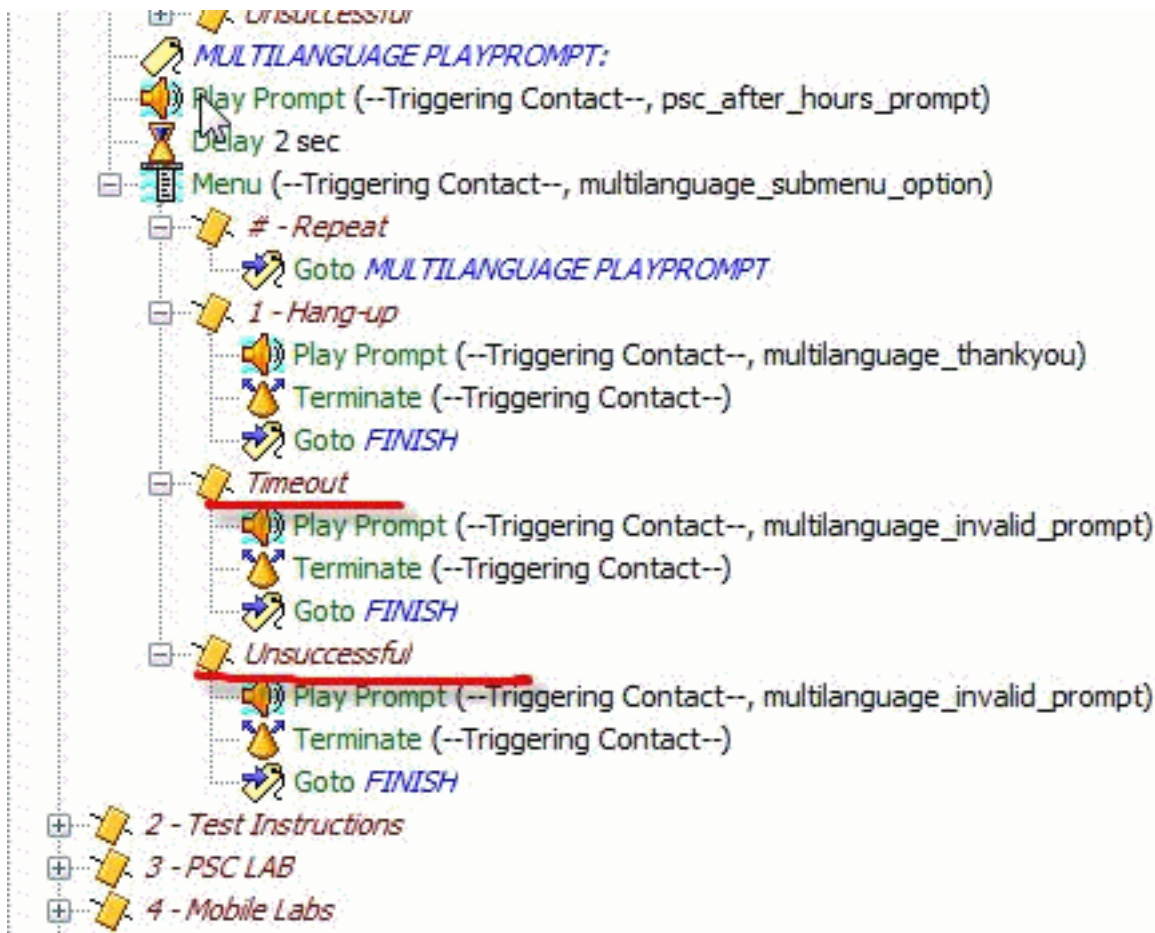 Unsuccessful
MULTILANGUAGE PLAYPROMPT:
Play Prompt (--Triggering Contact--, psc_after_hours_prompt)
Delay 2 sec
Menu (--Triggering Contact--, multilanguage_submenu_option)
# - Repeat
Goto MULTILANGUAGE PLAYPROMPT
1 - Hang-up
Play Prompt (--Triggering Contact--, multilanguage_thankyou)
Terminate (--Triggering Contact--)
Goto FINISH
Timeout
Play Prompt (--Triggering Contact--, multilanguage_invalid_prompt)
Terminate (--Triggering Contact--)
Goto FINISH
Unsuccessful
Play Prompt (--Triggering Contact--, multilanguage_invalid_prompt)
Terminate (--Triggering Contact--)
Goto FINISH
2 - Test Instructions
3 - PSC LAB
4 - Mobile Labs